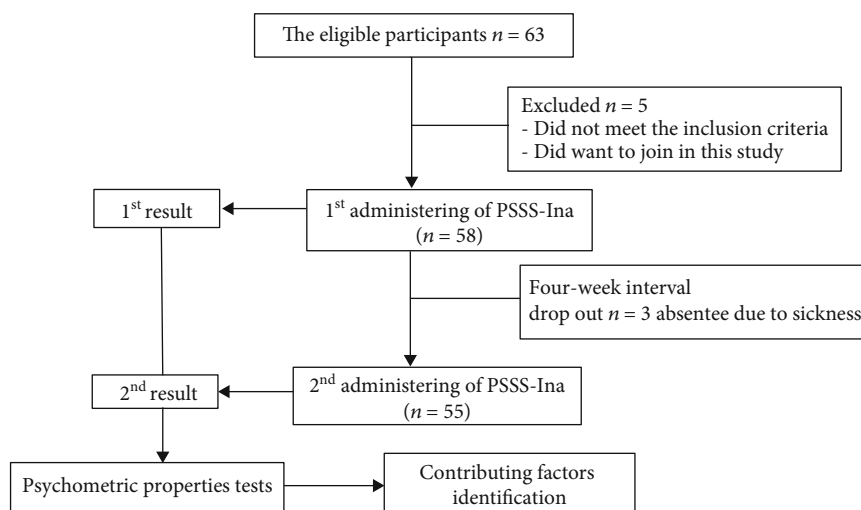 The eligible participants n = 63
Excluded n = 5
- Did not meet the inclusion criteria
- Did want to join in this study
1st result
1st administering of PSSS-Ina
(n = 58)
Four-week interval
drop out n = 3 absentee due to sickness
2nd result
2nd administering of PSSS-Ina
(n = 55)
Psychometric properties tests
Contributing factors
identification